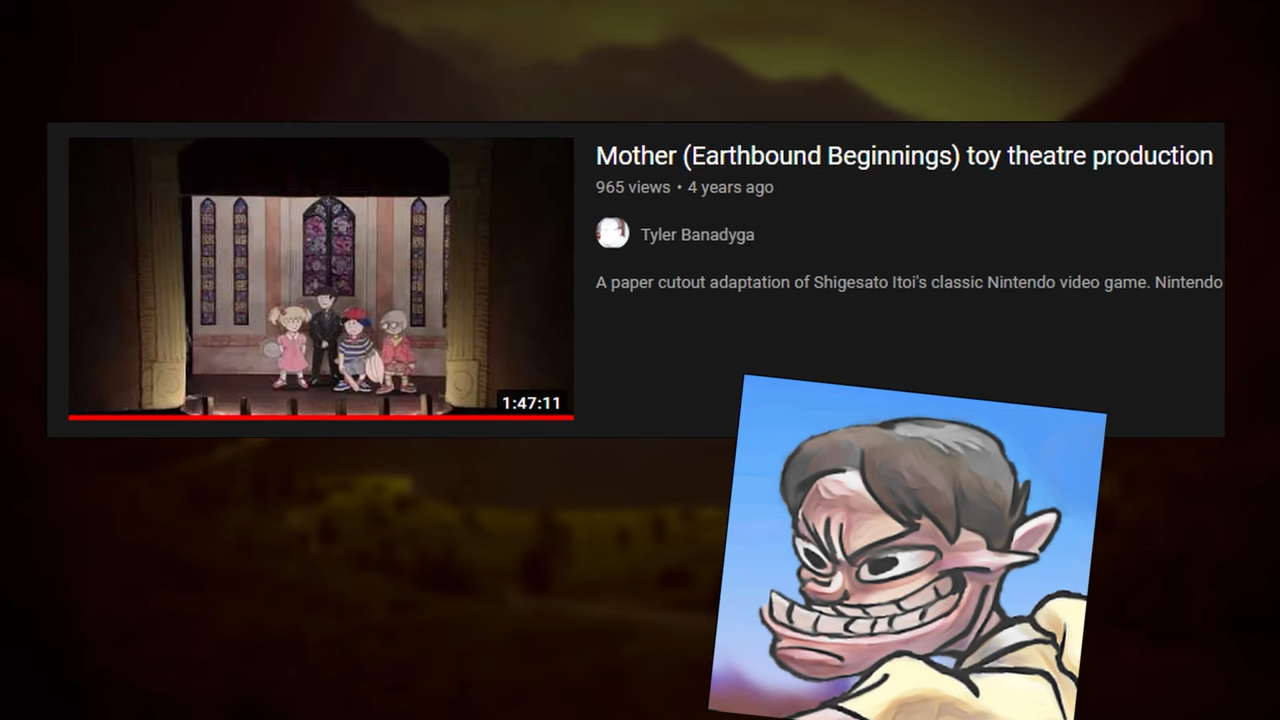 Mother (Earthbound Beginnings) toy theatre production
965 views • 4 years ago
Tyler Banadyga
A paper cutout adaptation of Shigesato Itoi's classic Nintendo video game. Nintendo
1:47:11